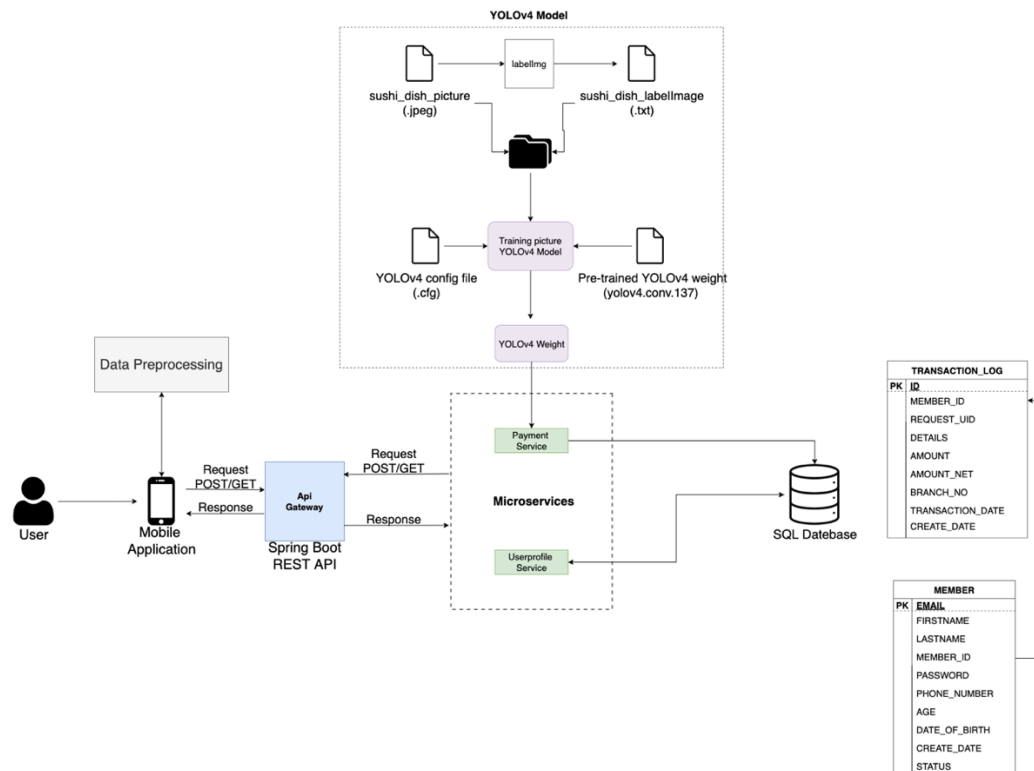 YOLOv4 Model
labelImg
sushi_dish_picture
(.jpeg)
sushi_dish_labelImage
(.txt)
Training picture
YOLOv4 Model
YOLOv4 config file
(.cfg)
Pre-trained YOLOv4 weight
(yolov4.conv.137)
YOLOv4 Weight
Data Preprocessing
User
Mobile
Application
Request
POST/GET
Response
Api
Gateway
Spring Boot
REST API
Request
POST/GET
Response
Payment
Service
Microservices
Userprofile
Service
SQL Datebase
TRANSACTION_LOG
PK ID
MEMBER_ID
REQUEST_UID
DETAILS
AMOUNT
AMOUNT_NET
BRANCH_NO
TRANSACTION_DATE
CREATE_DATE
MEMBER
PK EMAIL
FIRSTNAME
LASTNAME
MEMBER_ID
PASSWORD
PHONE_NUMBER
AGE
DATE_OF_BIRTH
CREATE_DATE
STATUS